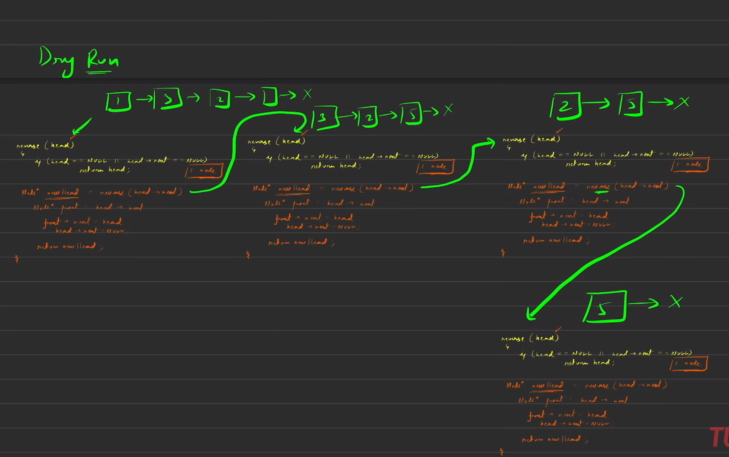 Dry Run
1 → 3 → 2 → → X
3 → 2 → 5 → X
2 → 3 → X
reverse (head)
if (head == NULL || head → next == NULL)
return head;
1 node
Node* newHead = reverse (head → next)
Node* front = head → next
front → next = head
head → next = NULL
return newHead;
}
reverse (head)
if (head == NULL || head → next == NULL)
return head;
1 node
Node* newHead = reverse (head → next)
Node* front = head → next
front → next = head
head → next = NULL
return newHead;
}
reverse (head)
if (head == NULL || head → next == NULL)
return head;
1 node
Node* newHead = reverse (head → next)
Node* front = head → next
front → next = head
head → next = NULL
return newHead;
}
5 → X
reverse (head)
if (head == NULL || head → next == NULL)
return head;
1 node
Node* newHead = reverse (head → next)
Node* front = head → next
front → next = head
head → next = NULL
return newHead;
}